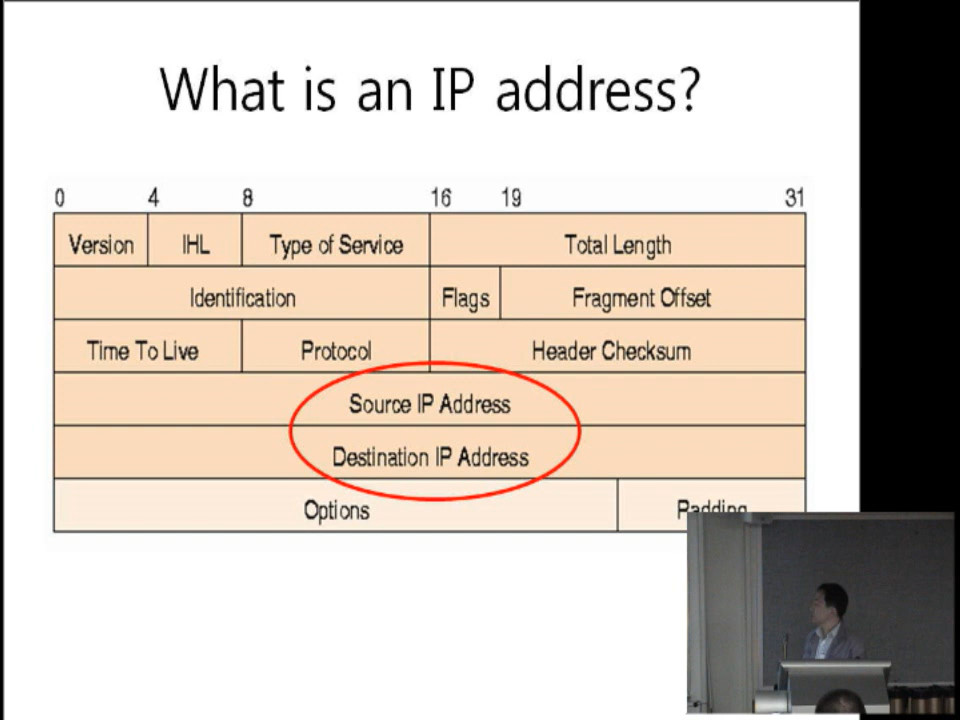 What is an IP address?
0 4 8 16 19 31
Version IHL Type of Service Total Length
Identification Flags Fragment Offset
Time To Live Protocol Header Checksum
Source IP Address
Destination IP Address
Options Padding